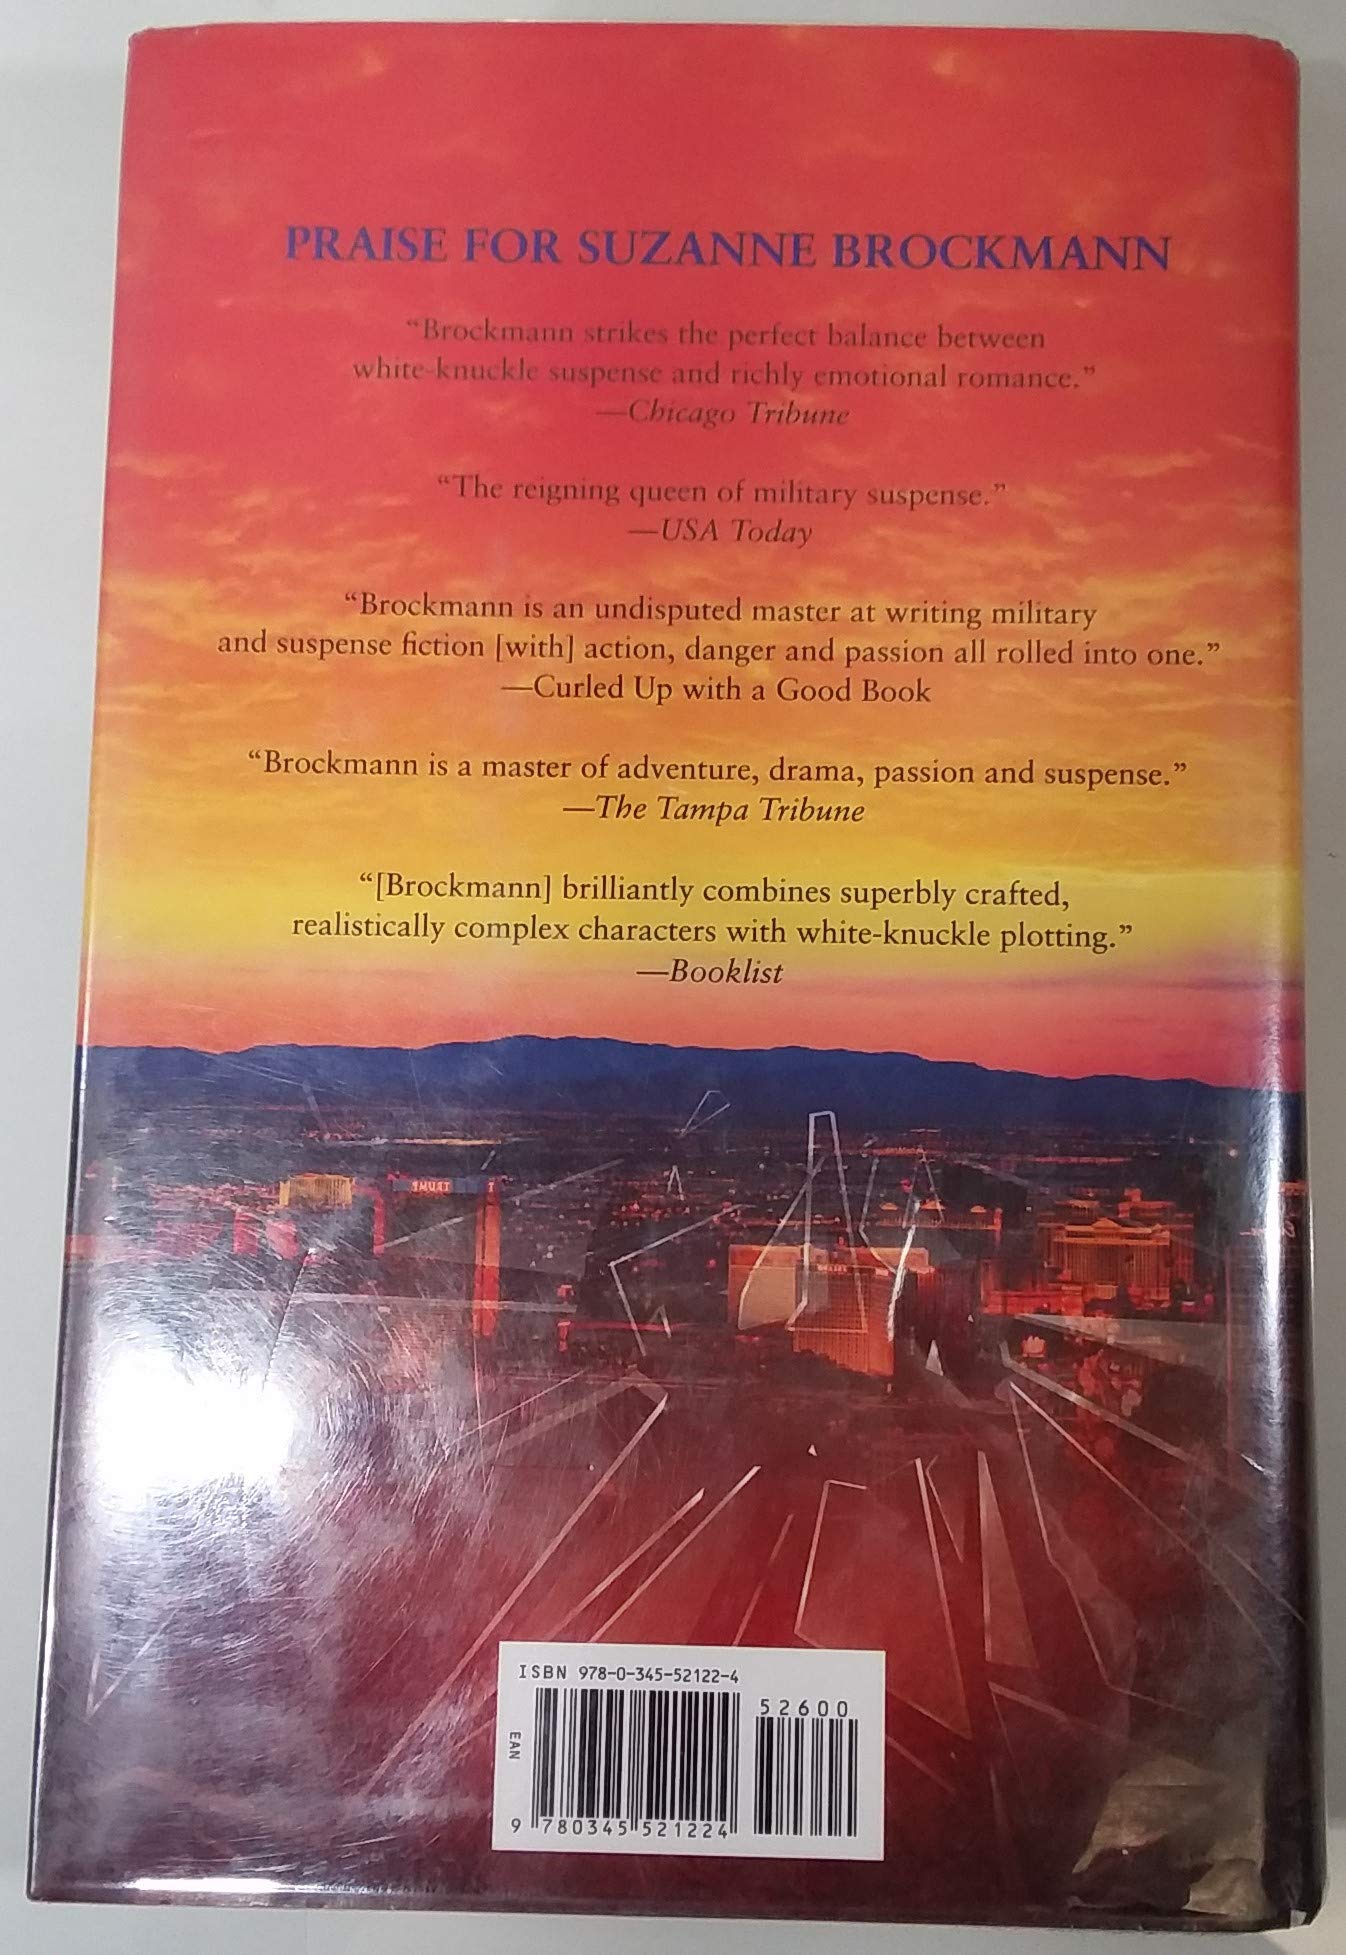 PRAISE FOR SUZANNE BROCKMANN
“Brockmann strikes the perfect balance between
white-knuckle suspense and richly emotional romance.”
—Chicago Tribune
“The reigning queen of military suspense.”
—USA Today
“Brockmann is an undisputed master at writing military
and suspense fiction [with] action, danger and passion all rolled into one.”
—Curled Up with a Good Book
“Brockmann is a master of adventure, drama, passion and suspense.”
—The Tampa Tribune
“[Brockmann] brilliantly combines superbly crafted,
realistically complex characters with white-knuckle plotting.”
—Booklist
TRUMP
T
ISBN 978-0-345-52122-4
52600
EAN
9 780345 521224